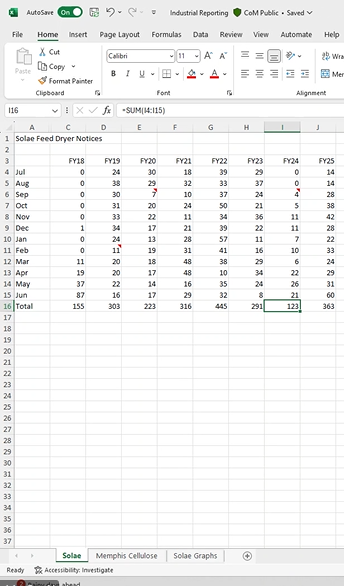 AutoSave On Industrial Reporting CoM Public • Saved
File Home Insert Page Layout Formulas Data Review View Automate Help
Paste Cut Calibri 11 A A Wra
Copy B I U A Mer
Format Painter
Clipboard Font Alignment
I16 fx =SUM(I4:I15)
A C D E F G H I J
1 Solae Feed Dryer Notices
2
3 FY18 FY19 FY20 FY21 FY22 FY23 FY24 FY25
4 Jul 0 24 30 18 39 29 0 14
5 Aug 0 38 29 32 33 37 0 14
6 Sep 0 30 7 10 37 24 4 28
7 Oct 0 31 20 24 50 21 5 38
8 Nov 0 33 22 11 34 36 11 42
9 Dec 1 34 17 21 39 22 11 28
10 Jan 0 24 13 28 57 11 7 22
11 Feb 0 11 19 31 41 16 10 33
12 Mar 11 20 18 48 38 29 6 24
13 Apr 19 20 17 48 10 34 22 29
14 May 37 22 14 16 35 24 26 31
15 Jun 87 16 17 29 32 8 21 60
16 Total 155 303 223 316 445 291 123 363
17
18
19
20
21
22
23
24
25
26
27
28
29
30
31
32
33
34
35
36
37
Solae Memphis Cellulose Solae Graphs
Ready Accessibility: Investigate
ahead